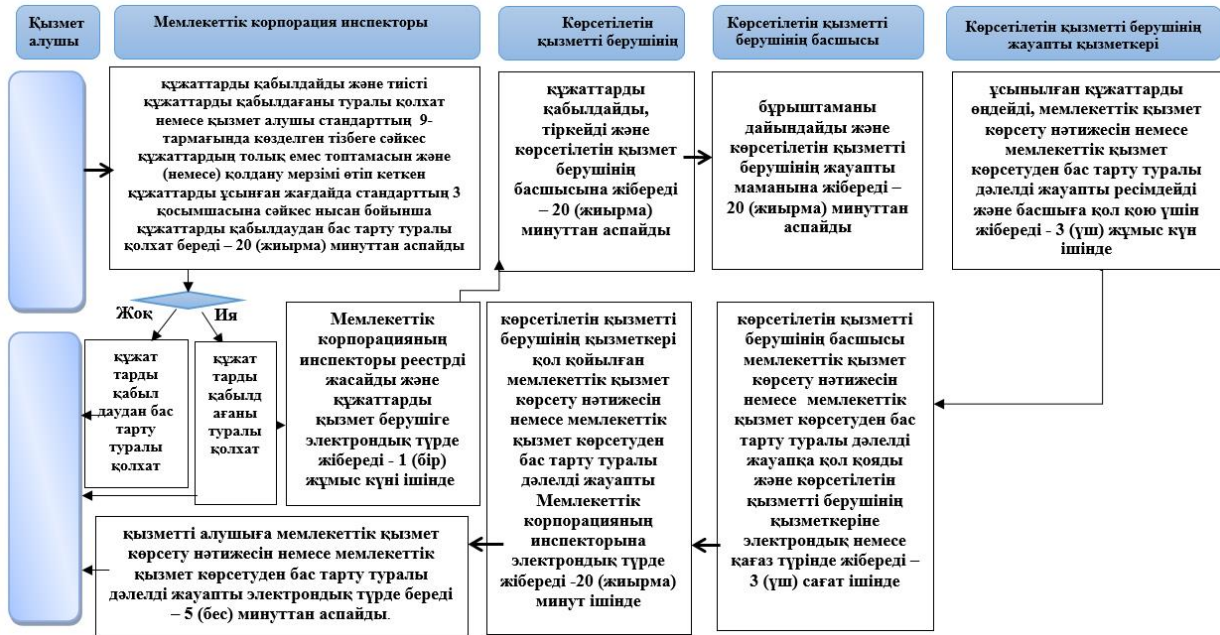 Қызмет
алушы
Мемлекеттік корпорация инспекторы
Көрсетілетін
қызметті берушінің
Көрсетілетін қызметті
берушінің басшысы
Көрсетілетін қызметті берушінің
жауапты қызметкері
құжаттарды қабылдайды және тиісті
құжаттарды қабылдағаны туралы қолхат
немесе қызмет алушы стандарттың 9-
тармағында көзделген тізбеге сәйкес
құжаттардың толық емес топтамасын және
(немесе) қолдану мерзімі өтіп кеткен
құжаттарды ұсынған жағдайда стандарттың 3
қосымшасына сәйкес нысан бойынша
құжаттарды қабылдаудан бас тарту туралы
қолхат береді – 20 (жиырма) минуттан аспайды
құжаттарды
қабылдайды,
тіркейді және
көрсетілетін қызмет
берушінің
басшысына жібереді
– 20 (жиырма)
минуттан аспайды
бұрыштаманы
дайындайды және
көрсетілетін қызметті
берушінің жауапты
маманына жібереді –
20 (жиырма) минуттан
аспайды
ұсынылған құжаттарды
өңдейді, мемлекеттік қызмет
көрсету нәтижесін немесе
мемлекеттік қызмет
көрсетуден бас тарту туралы
дәлелді жауапты ресімдейді
және басшыға қол қою үшін
жібереді - 3 (үш) жұмыс күн
ішінде
Жоқ
Ия
құжат
тарды
қабыл
даудан бас
тарту
туралы
қолхат
құжат
тарды
қабылд
ағаны
туралы
қолхат
Мемлекеттік
корпорацияның
инспекторы реестрді
жасайды және
құжаттарды
қызмет берушіге
электрондық түрде
жібереді - 1 (бір)
жұмыс күні ішінде
көрсетілетін қызметті
берушінің қызметкері
қол қойылған
мемлекеттік қызмет
көрсету нәтижесін
немесе мемлекеттік
қызмет көрсетуден
бас тарту туралы
дәлелді жауапты
Мемлекеттік
корпорацияның
инспекторына
электрондық түрде
жібереді -20 (жиырма)
минут ішінде
көрсетілетін қызметті
берушінің басшысы
мемлекеттік қызмет
көрсету нәтижесін
немесе мемлекеттік
қызмет көрсетуден бас
тарту туралы дәлелді
жауапқа қол қояды
және көрсетілетін
қызметті берушінің
қызметкеріне
электрондық немесе
қағаз түрінде жібереді –
3 (үш) сағат ішінде
қызметті алушыға мемлекеттік қызмет
көрсету нәтижесін немесе мемлекеттік
қызмет көрсетуден бас тарту туралы
дәлелді жауапты электрондық түрде береді
– 5 (бес) минуттан аспайды.